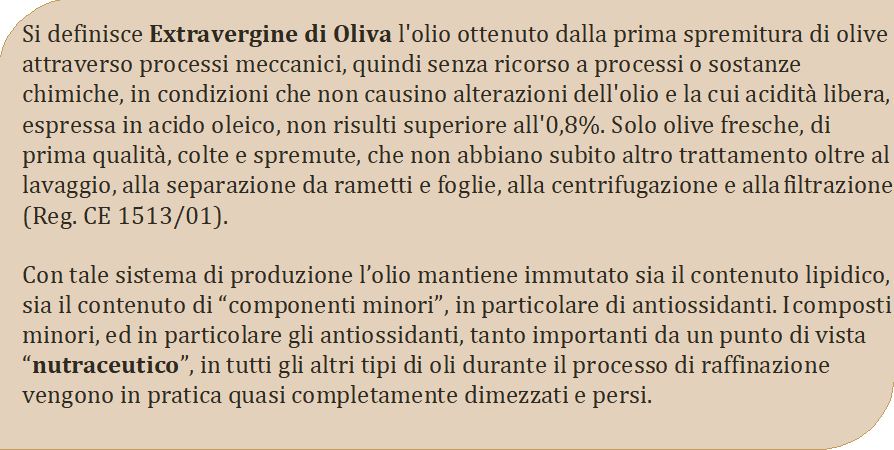 Si definisce Extravergine di Oliva l'olio ottenuto dalla prima spremitura di olive
attraverso processi meccanici, quindi senza ricorso a processi o sostanze
chimiche, in condizioni che non causino alterazioni dell'olio e la cui acidità libera,
espressa in acido oleico, non risulti superiore all'0,8%. Solo olive fresche, di
prima qualità, colte e spremute, che non abbiano subito altro trattamento oltre al
lavaggio, alla separazione da rametti e foglie, alla centrifugazione e alla filtrazione
(Reg. CE 1513/01).
Con tale sistema di produzione l’olio mantiene immutato sia il contenuto lipidico,
sia il contenuto di “componenti minori”, in particolare di antiossidanti. I composti
minori, ed in particolare gli antiossidanti, tanto importanti da un punto di vista
“nutraceutico”, in tutti gli altri tipi di oli durante il processo di raffinazione
vengono in pratica quasi completamente dimezzati e persi.